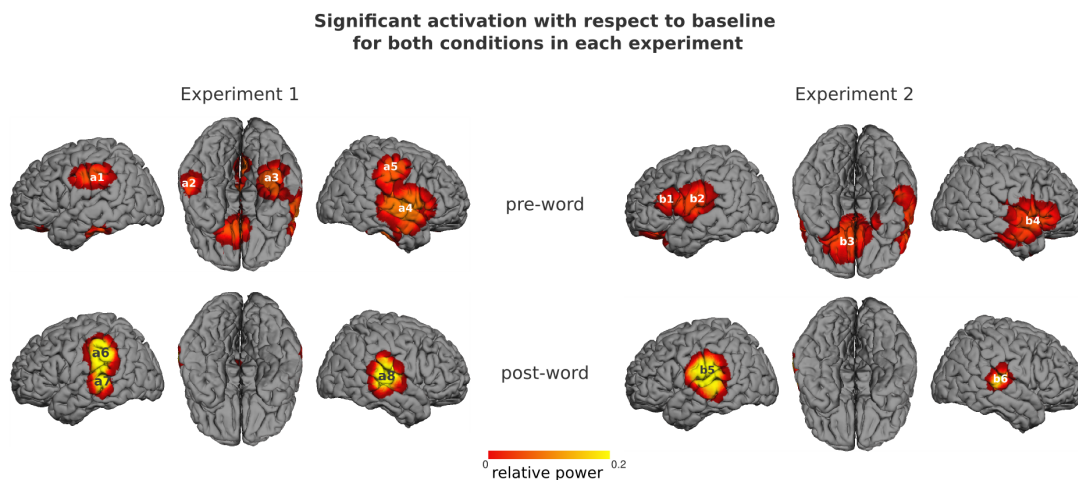 Significant activation with respect to baseline
for both conditions in each experiment
Experiment 1
Experiment 2
a1
a2
a3
a5
a4
pre-word
b1
b2
b3
b4
a6
a7
a8
post-word
b5
b6
0
0.2
relative power